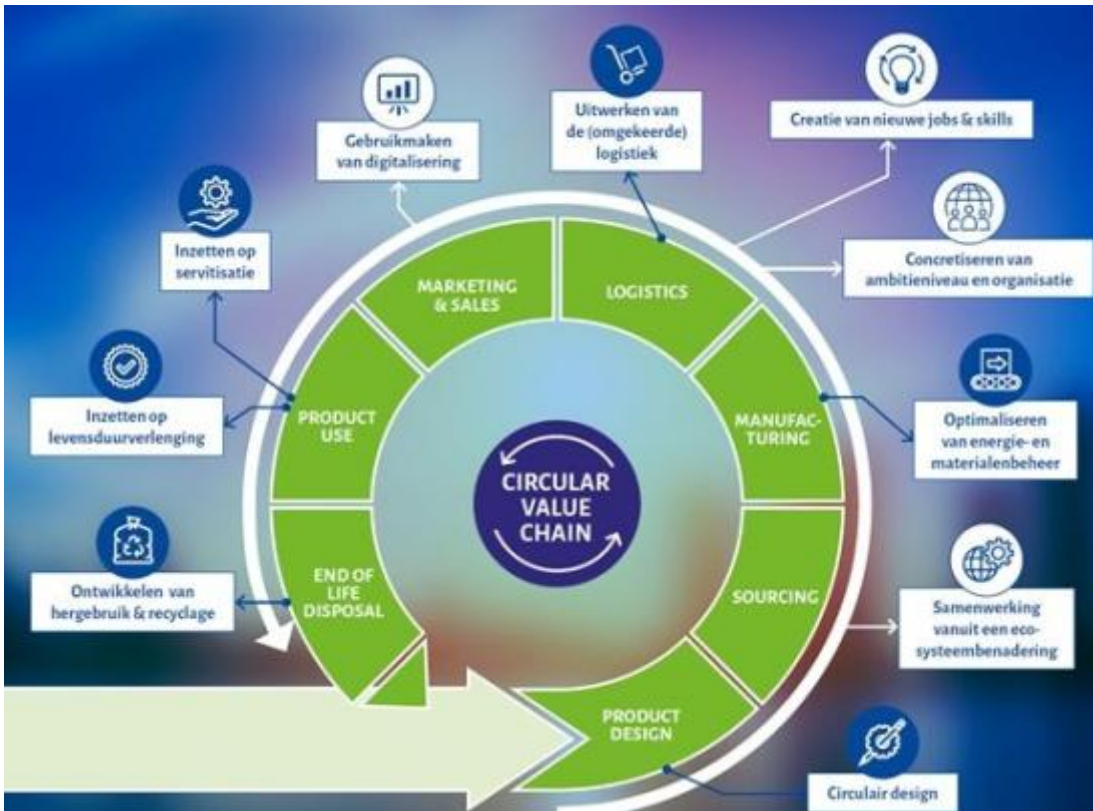 Uitwerken van
de (omgekeerde)
logistiek
Creatie van nieuwe jobs & skills
Gebruikmaken
van digitalisering
Inzetten op
servitisatie
Concretiseren van
ambitieniveau en organisatie
MARKETING
& SALES
LOGISTICS
Inzetten op
levensduurverlenging
PRODUCT
USE
MANUFAC-
TURING
Optimaliseren
van energie- en
materialenbeheer
CIRCULAR
VALUE
CHAIN
Ontwikkelen van
hergebruik & recyclage
END OF
LIFE
DISPOSAL
SOURCING
Samenwerking
vanuit een eco-
systeembenadering
PRODUCT
DESIGN
Circulair design